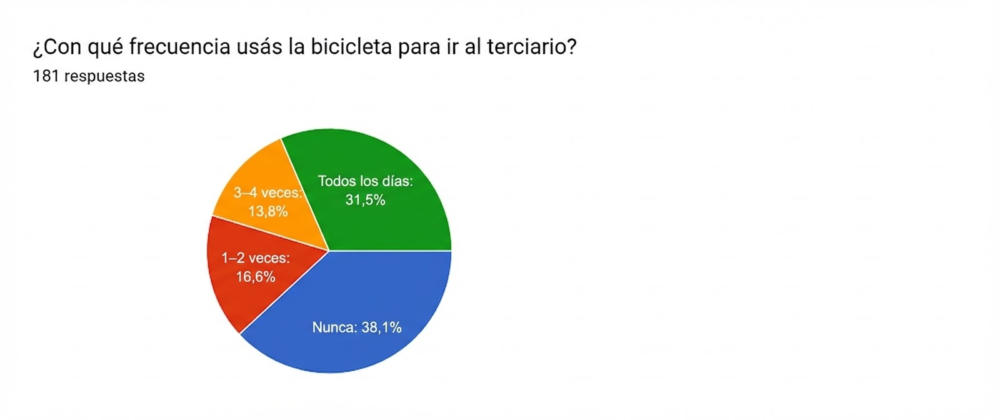 ¿Con qué frecuencia usás la bicicleta para ir al terciario?
181 respuestas
Todos los días:
31,5%
3–4 veces:
13,8%
1–2 veces:
16,6%
Nunca: 38,1%